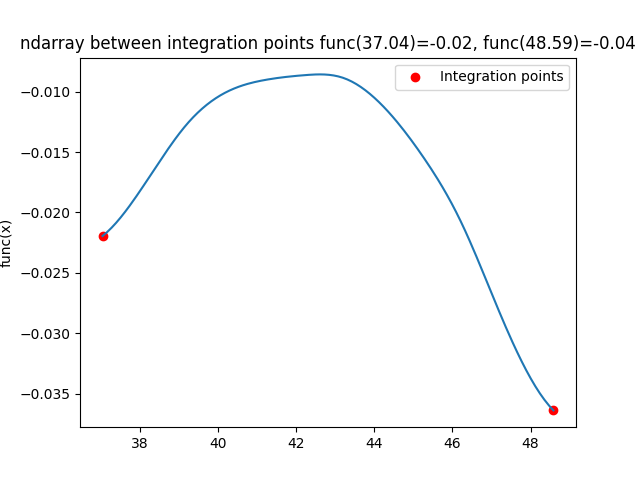 ndarray between integration points func(37.04)=-0.02, func(48.59)=-0.04
Integration points
func(x)
−0.010
−0.015
−0.020
−0.025
−0.030
−0.035
38 40 42 44 46 48